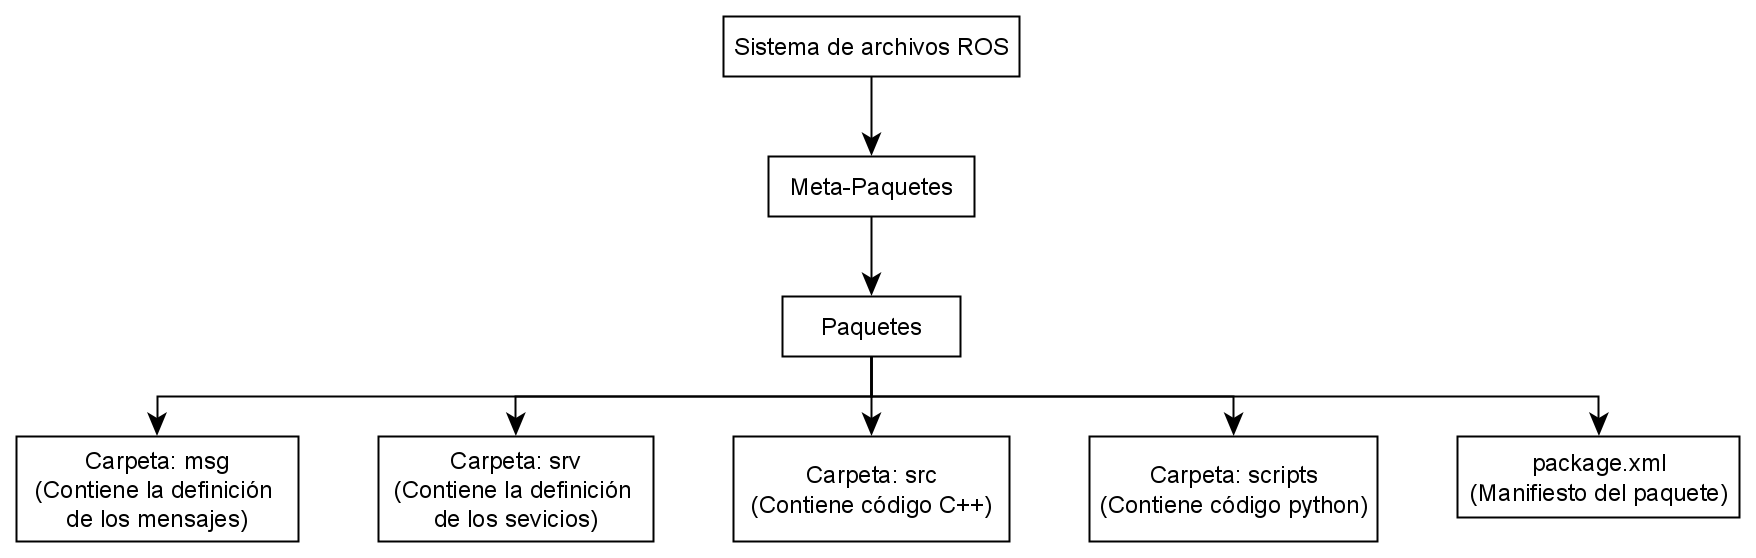 Sistema de archivos ROS
Meta-Paquetes
Paquetes
Carpeta: msg
(Contiene la definición
de los mensajes)
Carpeta: srv
(Contiene la definición
de los sevicios)
Carpeta: src
(Contiene código C++)
Carpeta: scripts
(Contiene código python)
package.xml
(Manifiesto del paquete)